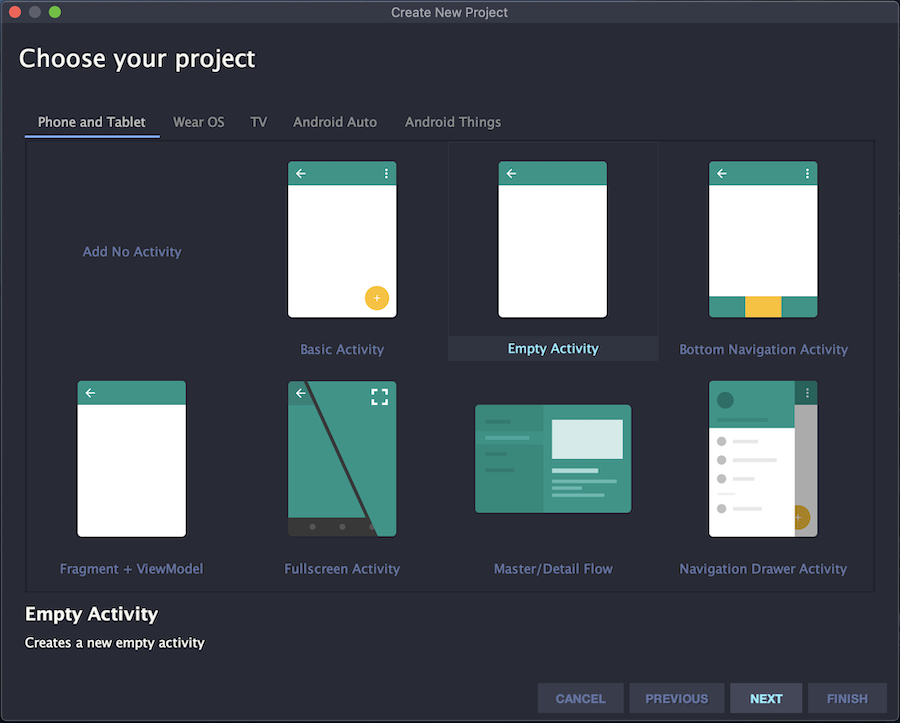 Create New Project
Choose your project
Phone and Tablet Wear OS TV Android Auto Android Things
Add No Activity
Basic Activity
Empty Activity
Bottom Navigation Activity
Fragment + ViewModel
Fullscreen Activity
Master/Detail Flow
Navigation Drawer Activity
Empty Activity
Creates a new empty activity
CANCEL PREVIOUS NEXT FINISH